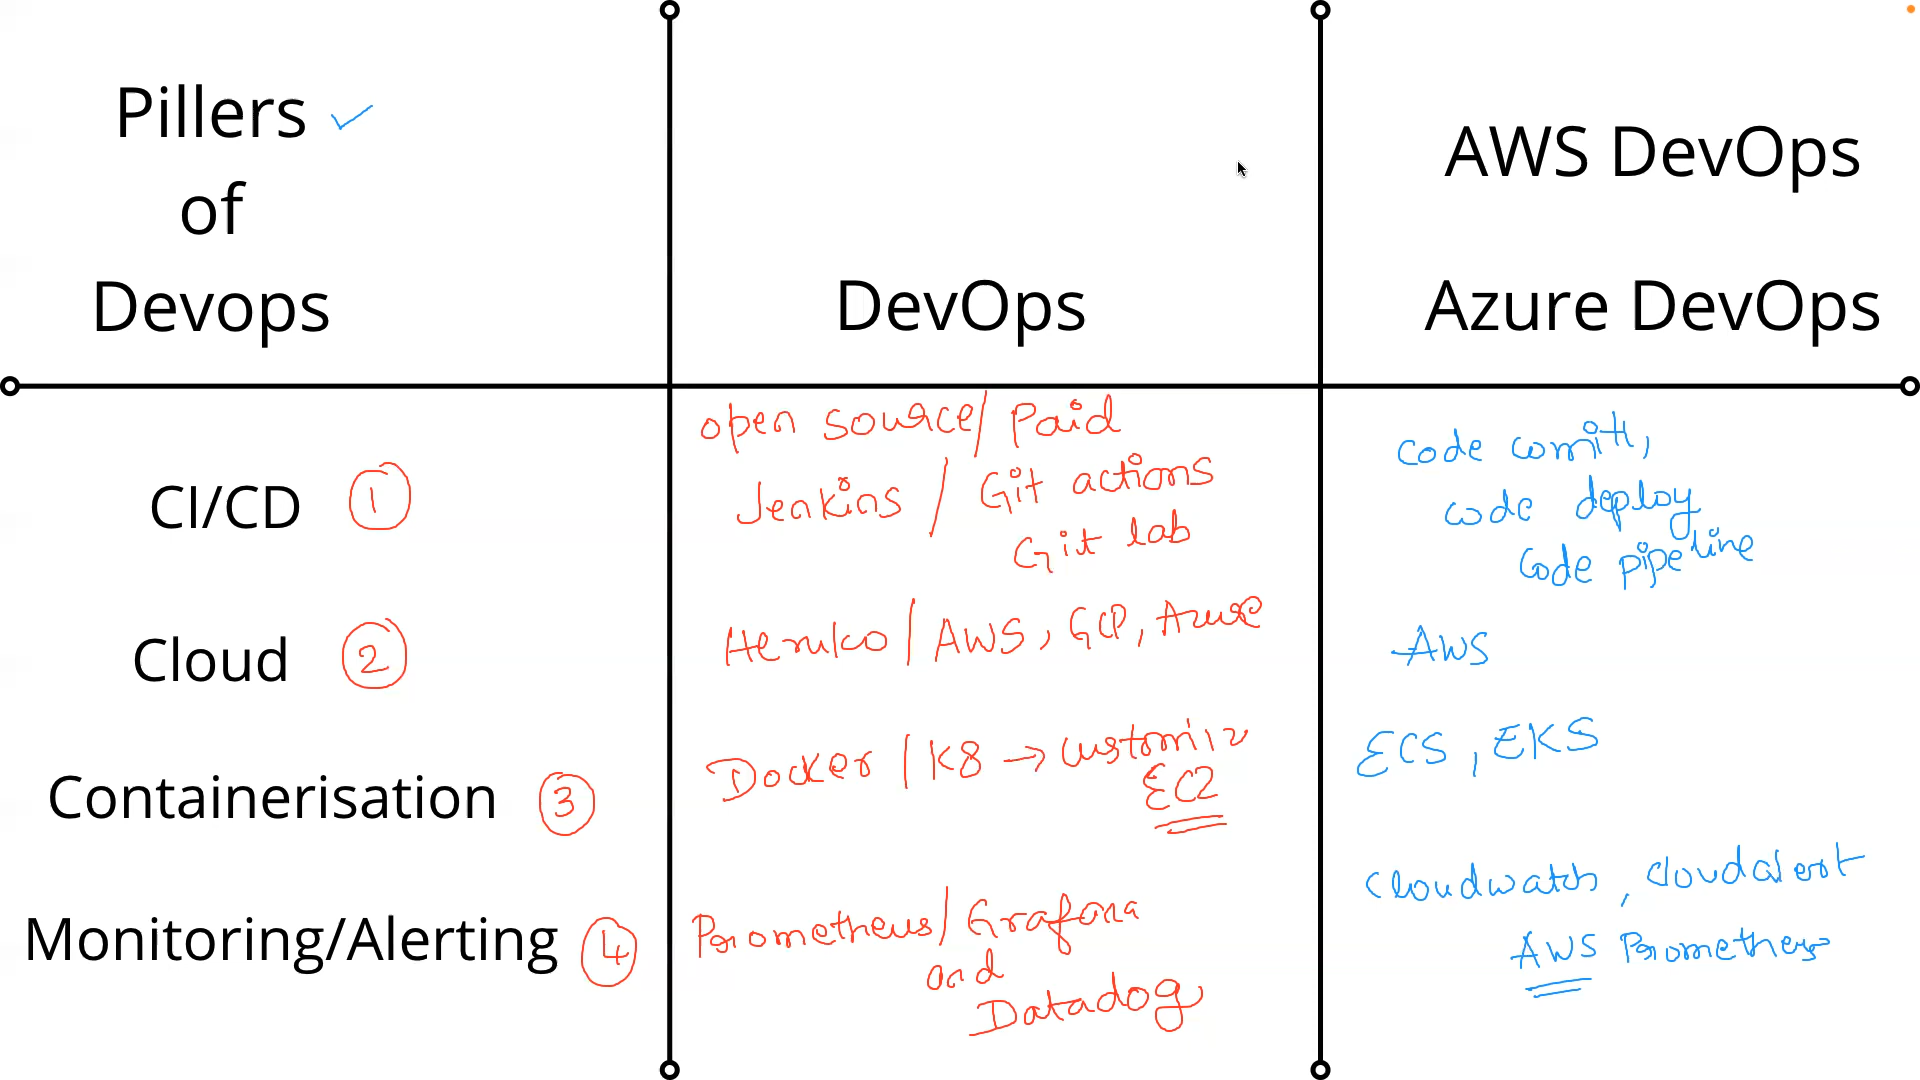 Pillers
of
Devops
DevOps
AWS DevOps
Azure DevOps
CI/CD 1
open source/ Paid
Jenkins / Git actions
Git lab
code comitt,
code deploy
Code pipeline
Cloud 2
Heruko / AWS, GCP, Azure
AWS
Containerisation 3
Docker / K8 → customiz
EC2
ECS, EKS
Monitoring/Alerting 4
Prometheus/ Grafana
and
Datadog
Cloudwatch, cloudalert
AWS Prometheus